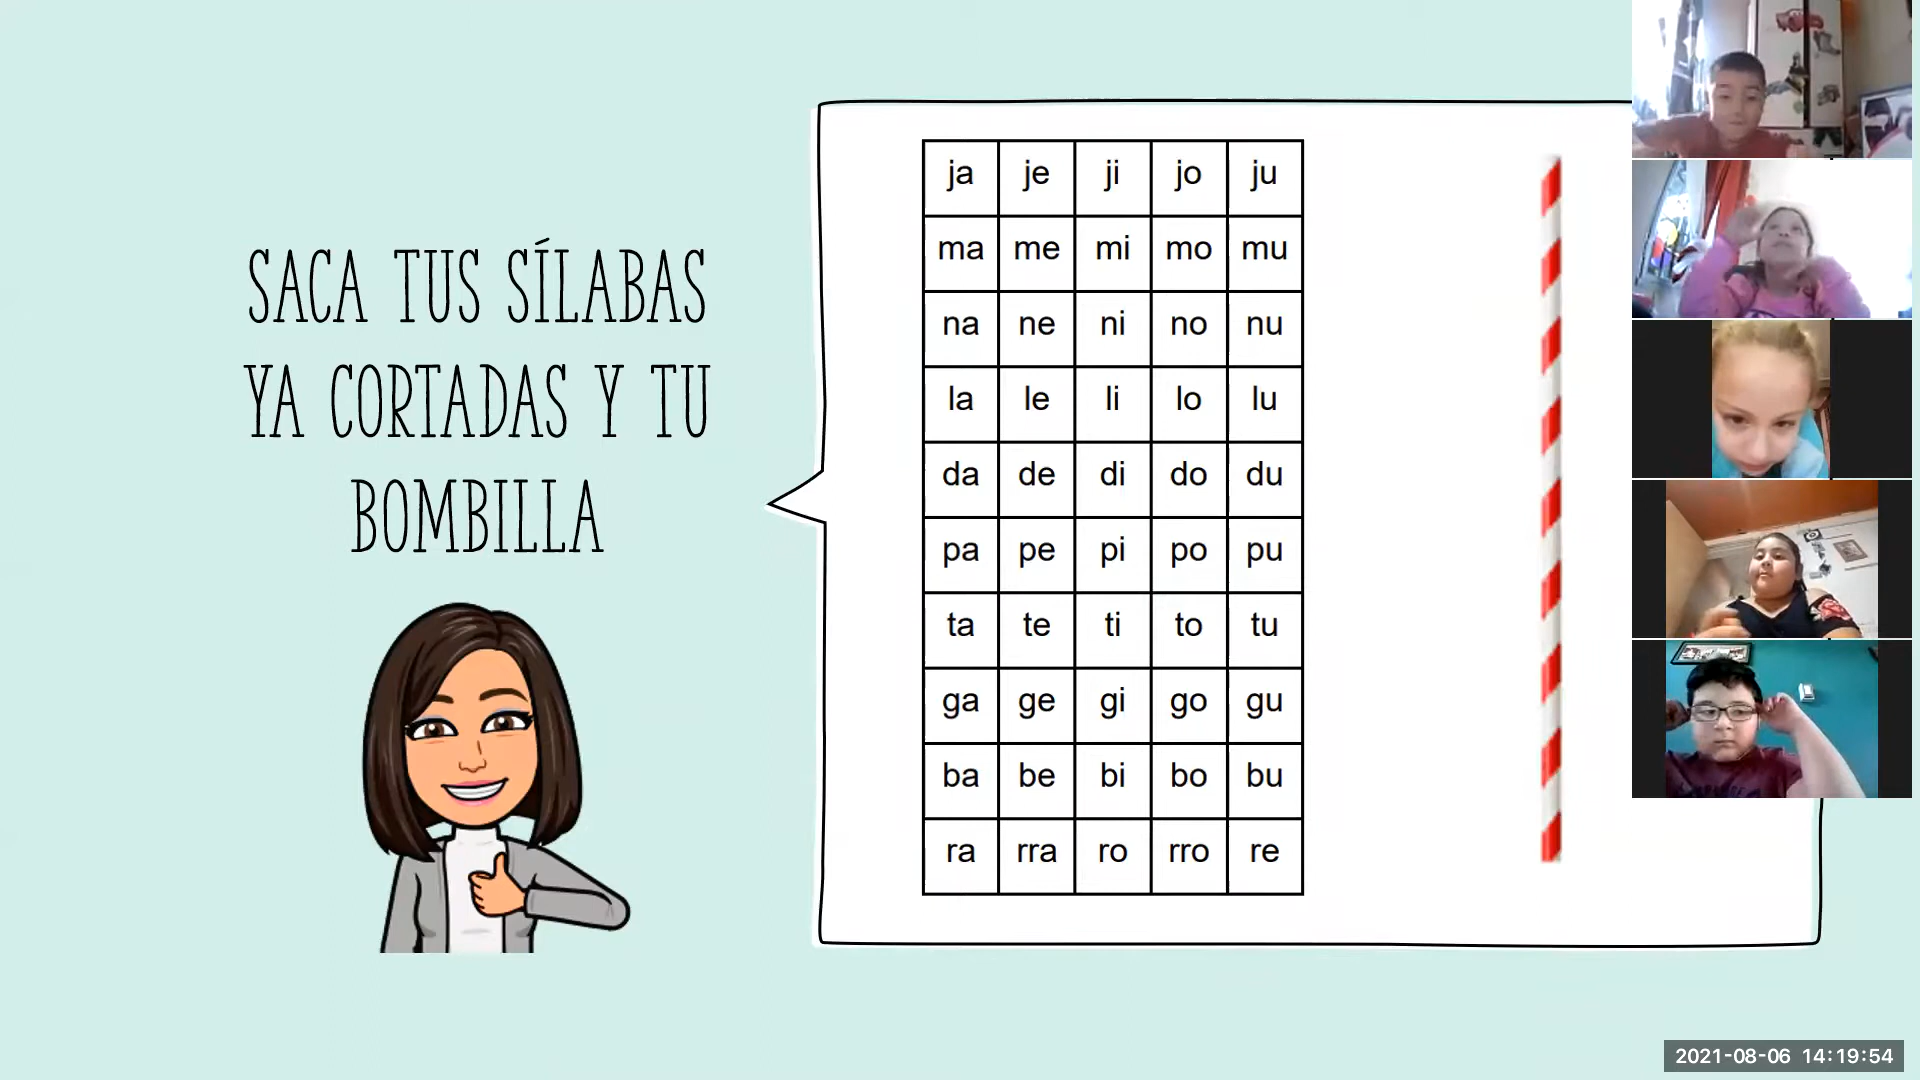 SACA TUS SÍLABAS
YA CORTADAS Y TU
BOMBILLA
ja je ji jo ju
ma me mi mo mu
na ne ni no nu
la le li lo lu
da de di do du
pa pe pi po pu
ta te ti to tu
ga ge gi go gu
ba be bi bo bu
ra rra ro rro re
2021-08-06 14:19:54